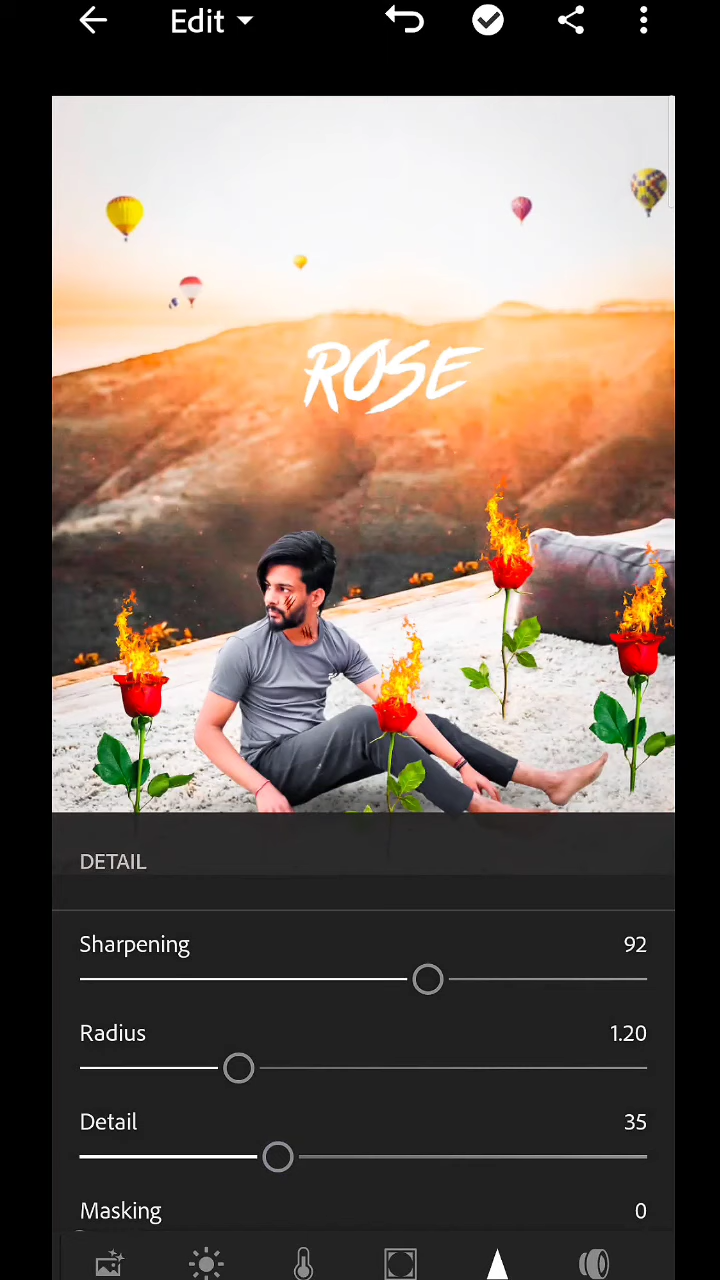 Edit
ROSE
DETAIL
Sharpening 92
Radius 1.20
Detail 35
Masking 0